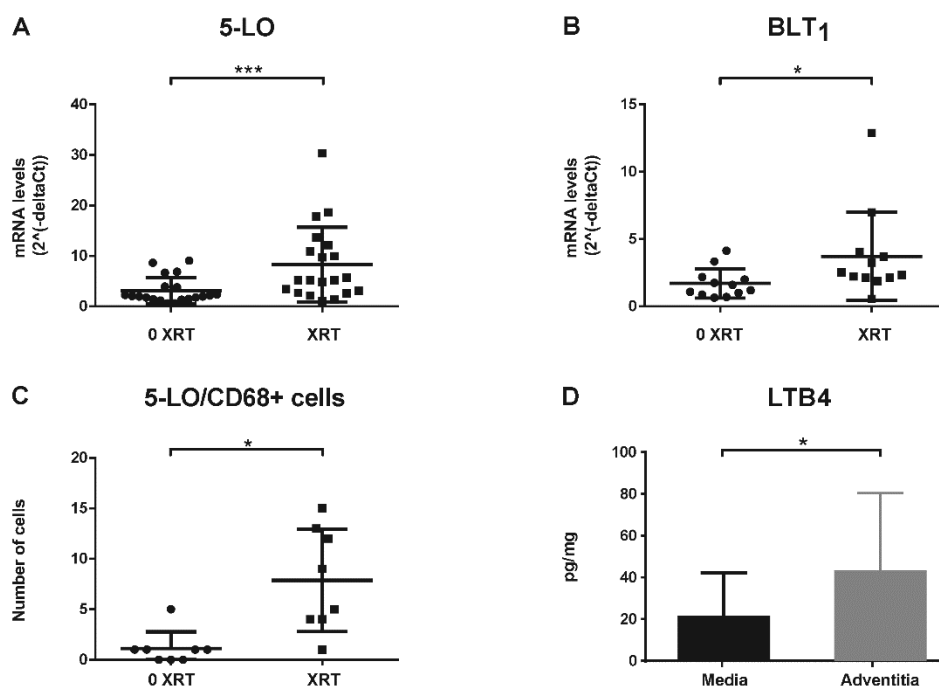 A
5-LO
***
40
30
20
10
0
mRNA levels
(2^(-deltaCt))
0 XRT
XRT
B
BLT1
*
15
10
5
0
mRNA levels
(2^(-deltaCt))
0 XRT
XRT
C
5-LO/CD68+ cells
*
20
15
10
5
0
Number of cells
0 XRT
XRT
D
LTB4
*
100
80
60
40
20
0
pg/mg
Media
Adventitia